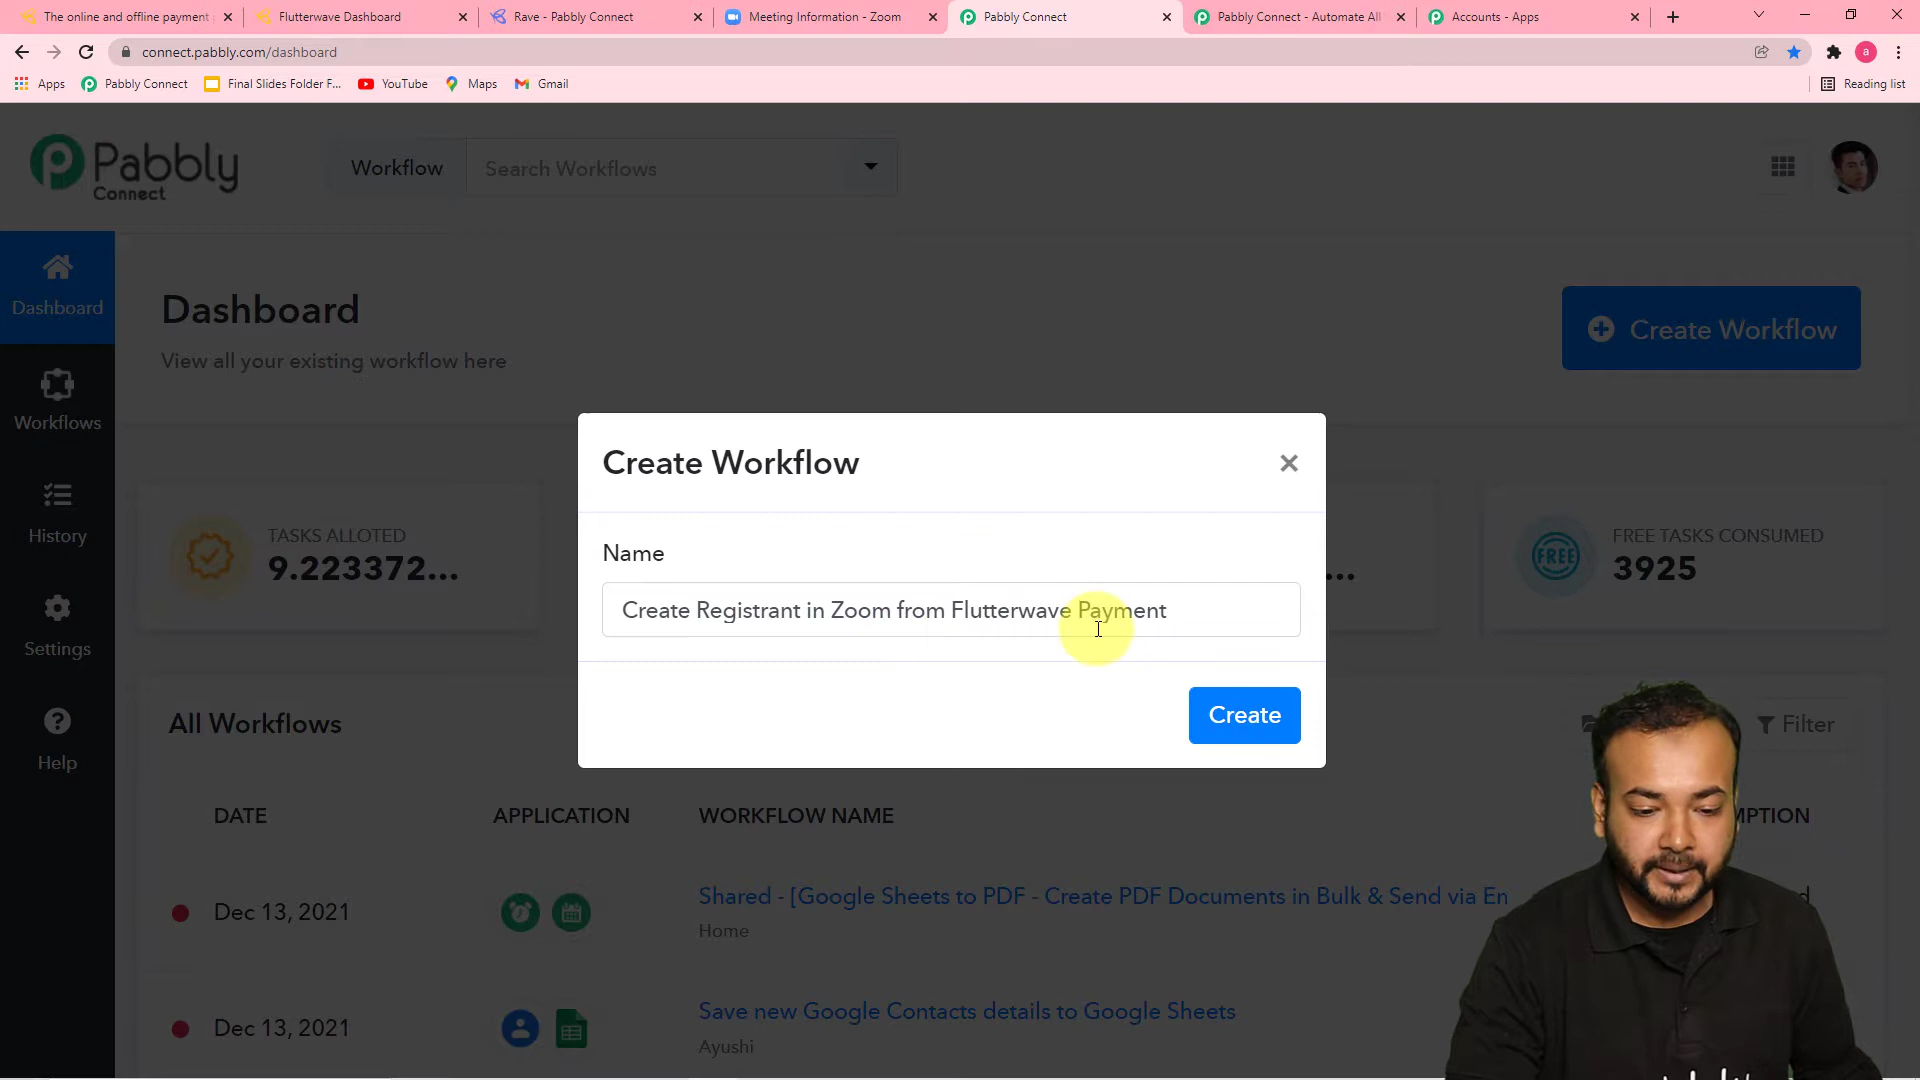 The online and offline payment
Flutterwave Dashboard
Rave - Pabbly Connect
Meeting Information - Zoom
Pabbly Connect
Pabbly Connect - Automate All
Accounts - Apps
connect.pabbly.com/dashboard
a
Apps
Pabbly Connect
Final Slides Folder F...
YouTube
Maps
Gmail
Reading list
Pabbly
Connect
Workflow
Search Workflows
Dashboard
Workflows
History
Settings
Help
Dashboard
View all your existing workflow here
Create Workflow
TASKS ALLOTED
9.223372...
...
FREE
FREE TASKS CONSUMED
3925
Create Workflow
Name
Create Registrant in Zoom from Flutterwave Payment
Create
All Workflows
Filter
DATE
APPLICATION
WORKFLOW NAME
MPTION
Dec 13, 2021
Shared - [Google Sheets to PDF - Create PDF Documents in Bulk & Send via Em
Home
Dec 13, 2021
Save new Google Contacts details to Google Sheets
Ayushi